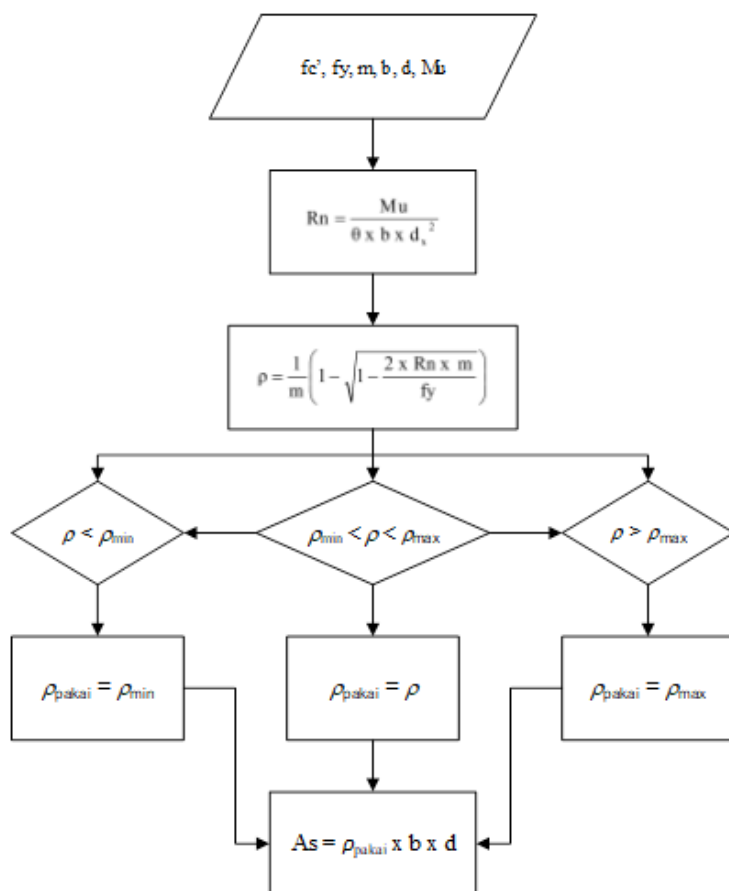 fc', fy, m, b, d, Mu
Rn = Mu / θ x b x dₓ²
ρ = 1/m (1 − √(1 − 2 x Rn x m / fy))
ρ < ρmin
ρmin < ρ < ρmax
ρ > ρmax
ρpakai = ρmin
ρpakai = ρ
ρpakai = ρmax
As = ρpakai x b x d